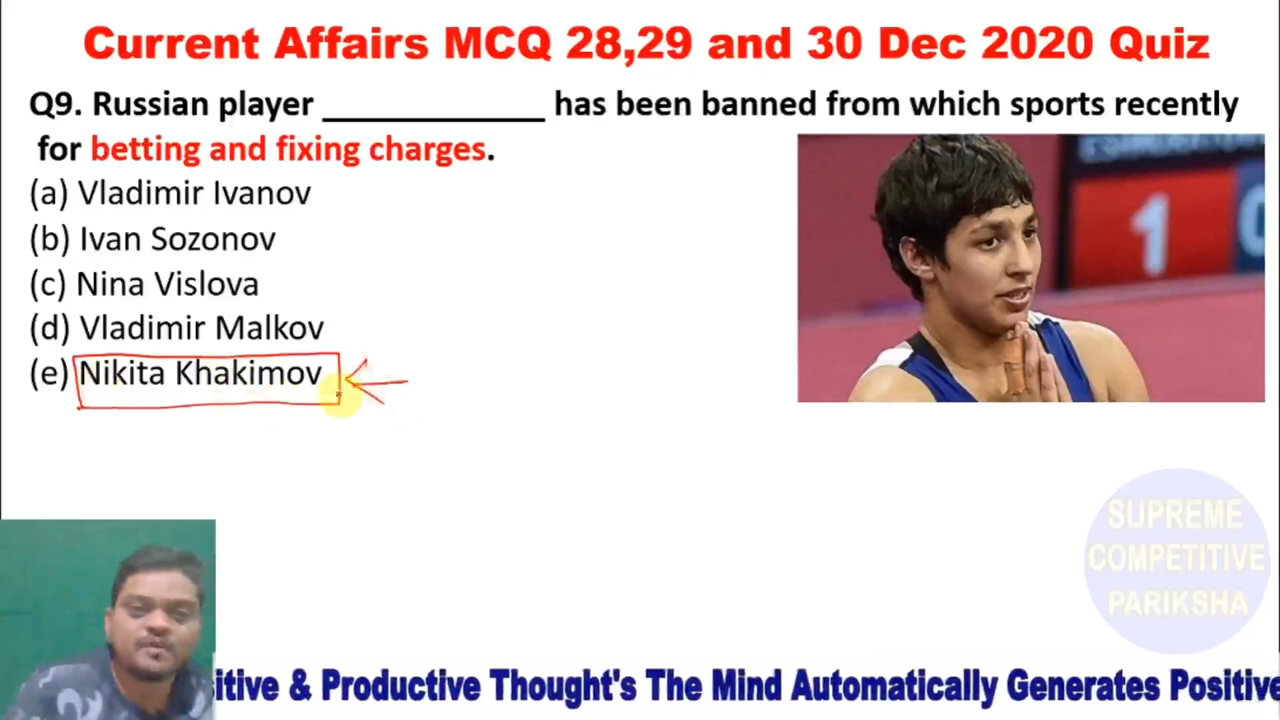 Current Affairs MCQ 28,29 and 30 Dec 2020 Quiz
Q9. Russian player _____________ has been banned from which sports recently
for betting and fixing charges.
(a) Vladimir Ivanov
(b) Ivan Sozonov
(c) Nina Vislova
(d) Vladimir Malkov
(e) Nikita Khakimov
1
SUPREME
COMPETITIVE
PARIKSHA
itive & Productive Thought's The Mind Automatically Generates Positive